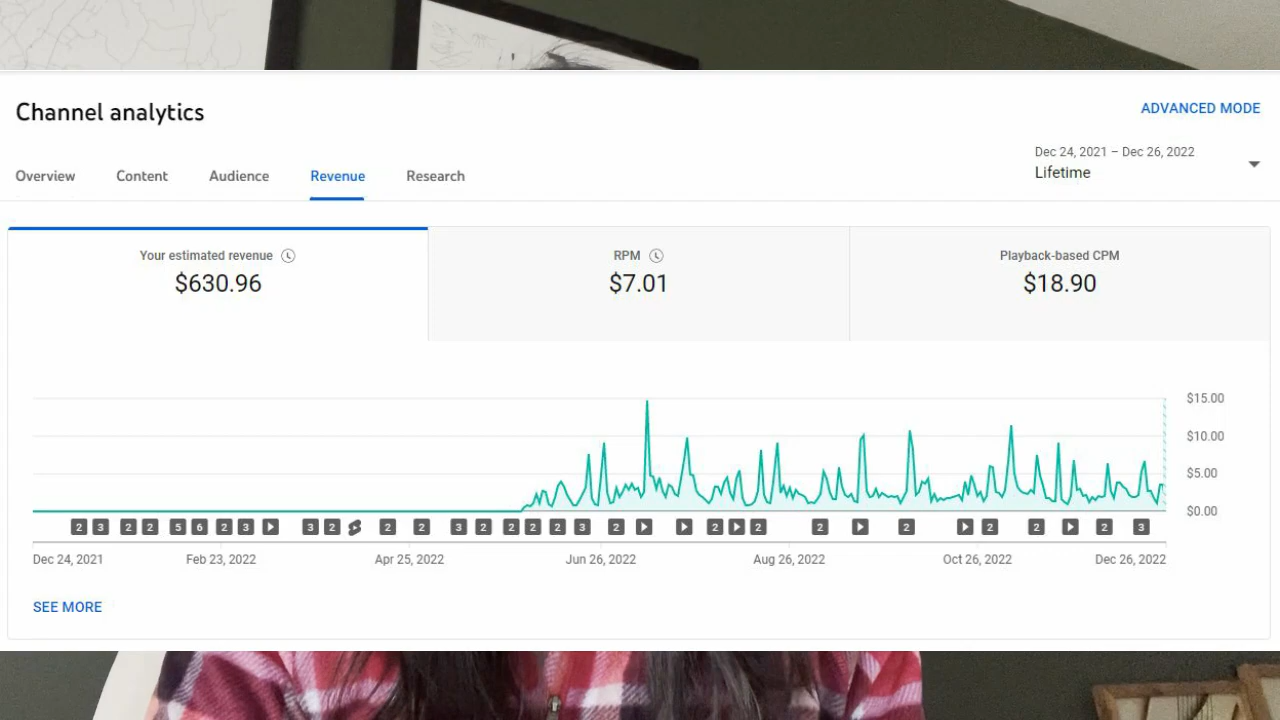 Channel analytics
ADVANCED MODE
Dec 24, 2021 – Dec 26, 2022
Lifetime
Overview Content Audience Revenue Research
Your estimated revenue
$630.96
RPM
$7.01
Playback-based CPM
$18.90
$15.00
$10.00
$5.00
$0.00
2 3 2 2 5 6 2 3 3 2 2 2 3 2 2 2 2 3 2 2 2 2 2 2 2 2 3
Dec 24, 2021 Feb 23, 2022 Apr 25, 2022 Jun 26, 2022 Aug 26, 2022 Oct 26, 2022 Dec 26, 2022
SEE MORE